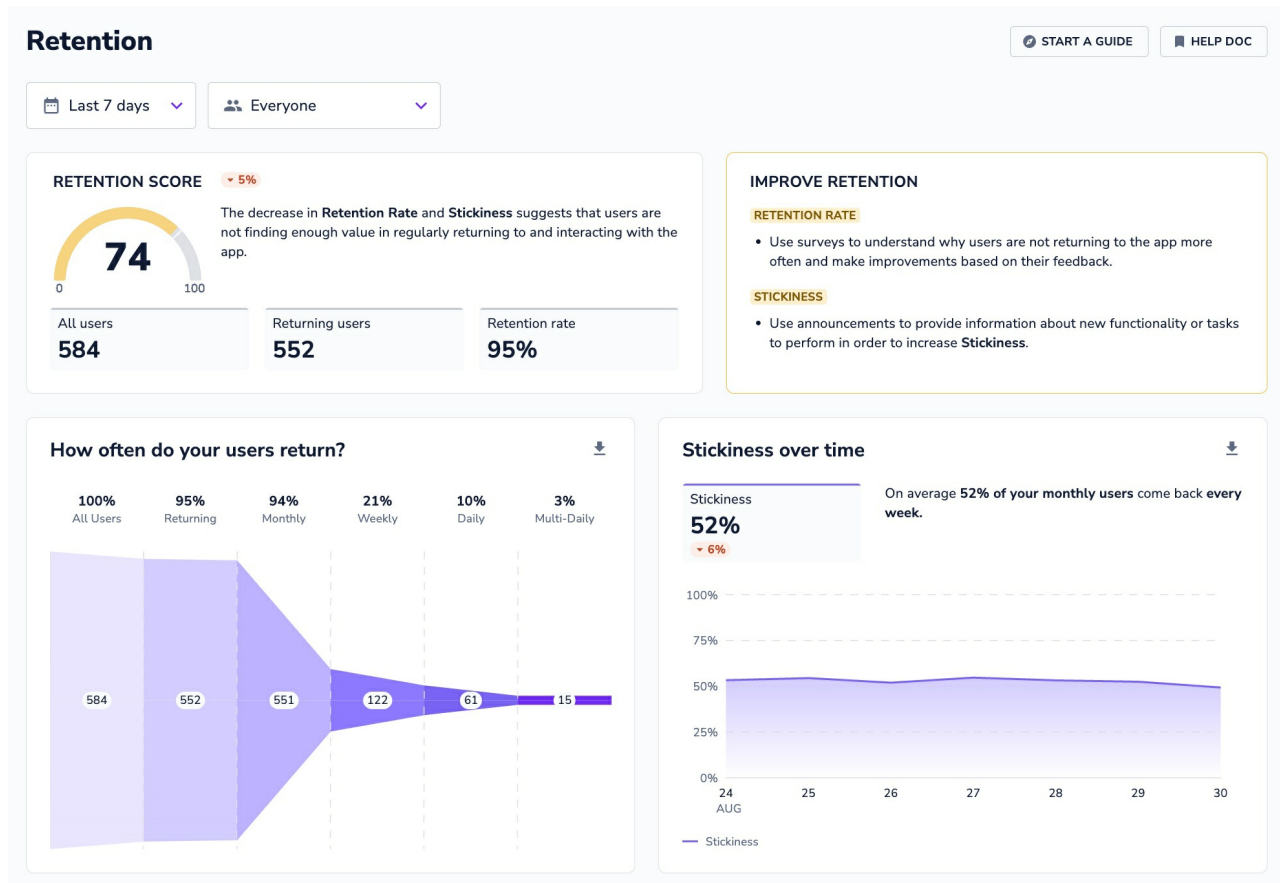 Retention
START A GUIDE
HELP DOC
Last 7 days
Everyone
RETENTION SCORE
5%
74
0
100
The decrease in Retention Rate and Stickiness suggests that users are
not finding enough value in regularly returning to and interacting with the
app.
All users
584
Returning users
552
Retention rate
95%
IMPROVE RETENTION
RETENTION RATE
• Use surveys to understand why users are not returning to the app more
often and make improvements based on their feedback.
STICKINESS
• Use announcements to provide information about new functionality or tasks
to perform in order to increase Stickiness.
How often do your users return?
100% 95% 94% 21% 10% 3%
All Users Returning Monthly Weekly Daily Multi-Daily
584 552 551 122 61 15
Stickiness over time
Stickiness
52%
6%
On average 52% of your monthly users come back every
week.
100%
75%
50%
25%
0%
24 25 26 27 28 29 30
AUG
Stickiness